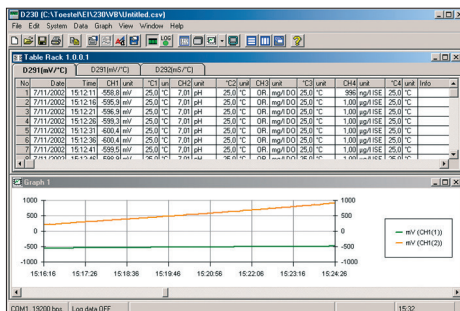 D230 [C:\Toestel\EI\230\VB\Untitled.csv]
File Edit System Data Graph View Window Help
LOG
Table Rack 1.0.0.1
D291(mV/°C) D291(mV/°C) D292(mS/°C)
No Date Time CH1 unit °C1 unit CH2 unit °C2 unit CH3 unit °C3 unit CH4 unit °C4 unit Info
1 7/11/2002 15:12:11 -598,8 mV 25,0 °C 7,01 pH 25,0 °C OR. mg/l DO 25,0 °C 996 µg/l ISE 25,0 °C
2 7/11/2002 15:12:16 -595,9 mV 25,0 °C 7,01 pH 25,0 °C OR. mg/l DO 25,0 °C 1,00 µg/l ISE 25,0 °C
3 7/11/2002 15:12:21 -596,9 mV 25,0 °C 7,01 pH 25,0 °C OR. mg/l DO 25,0 °C 1,00 µg/l ISE 25,0 °C
4 7/11/2002 15:12:26 -599,3 mV 25,0 °C 7,01 pH 25,0 °C OR. mg/l DO 25,0 °C 1,00 µg/l ISE 25,0 °C
5 7/11/2002 15:12:31 -600,4 mV 25,0 °C 7,01 pH 25,0 °C OR. mg/l DO 25,0 °C 1,00 µg/l ISE 25,0 °C
6 7/11/2002 15:12:36 -600,4 mV 25,0 °C 7,01 pH 25,0 °C OR. mg/l DO 25,0 °C 1,00 µg/l ISE 25,0 °C
7 7/11/2002 15:12:41 -599,5 mV 25,0 °C 7,01 pH 25,0 °C OR. mg/l DO 25,0 °C 1,00 µg/l ISE 25,0 °C
Graph 1
1000 1000
500 500
0 0
-500 -500
-1000 -1000
mV (CH1(1))
mV (CH1(2))
15:16:16 15:17:26 15:18:36 15:19:46 15:20:56 15:22:06 15:23:16 15:24:26
COM1 19200 bps Log data OFF 15:32